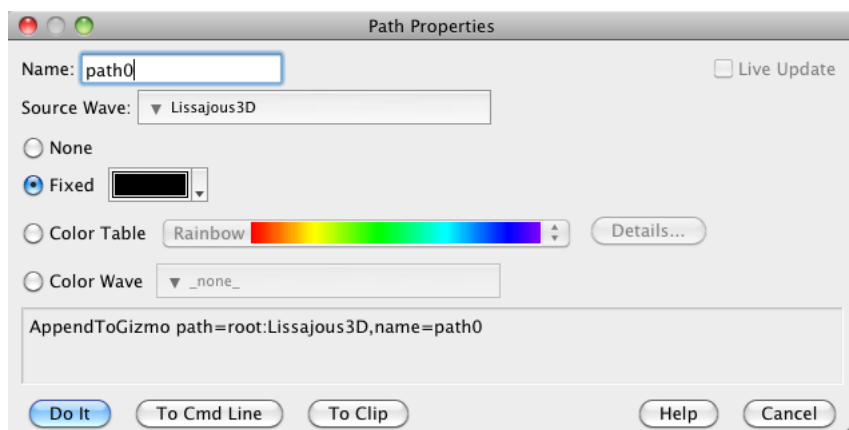 Path Properties
Name: path0
Live Update
Source Wave: Lissajous3D
None
Fixed
Color Table Rainbow Details...
Color Wave _none_
AppendToGizmo path=root:Lissajous3D,name=path0
Do It To Cmd Line To Clip Help Cancel